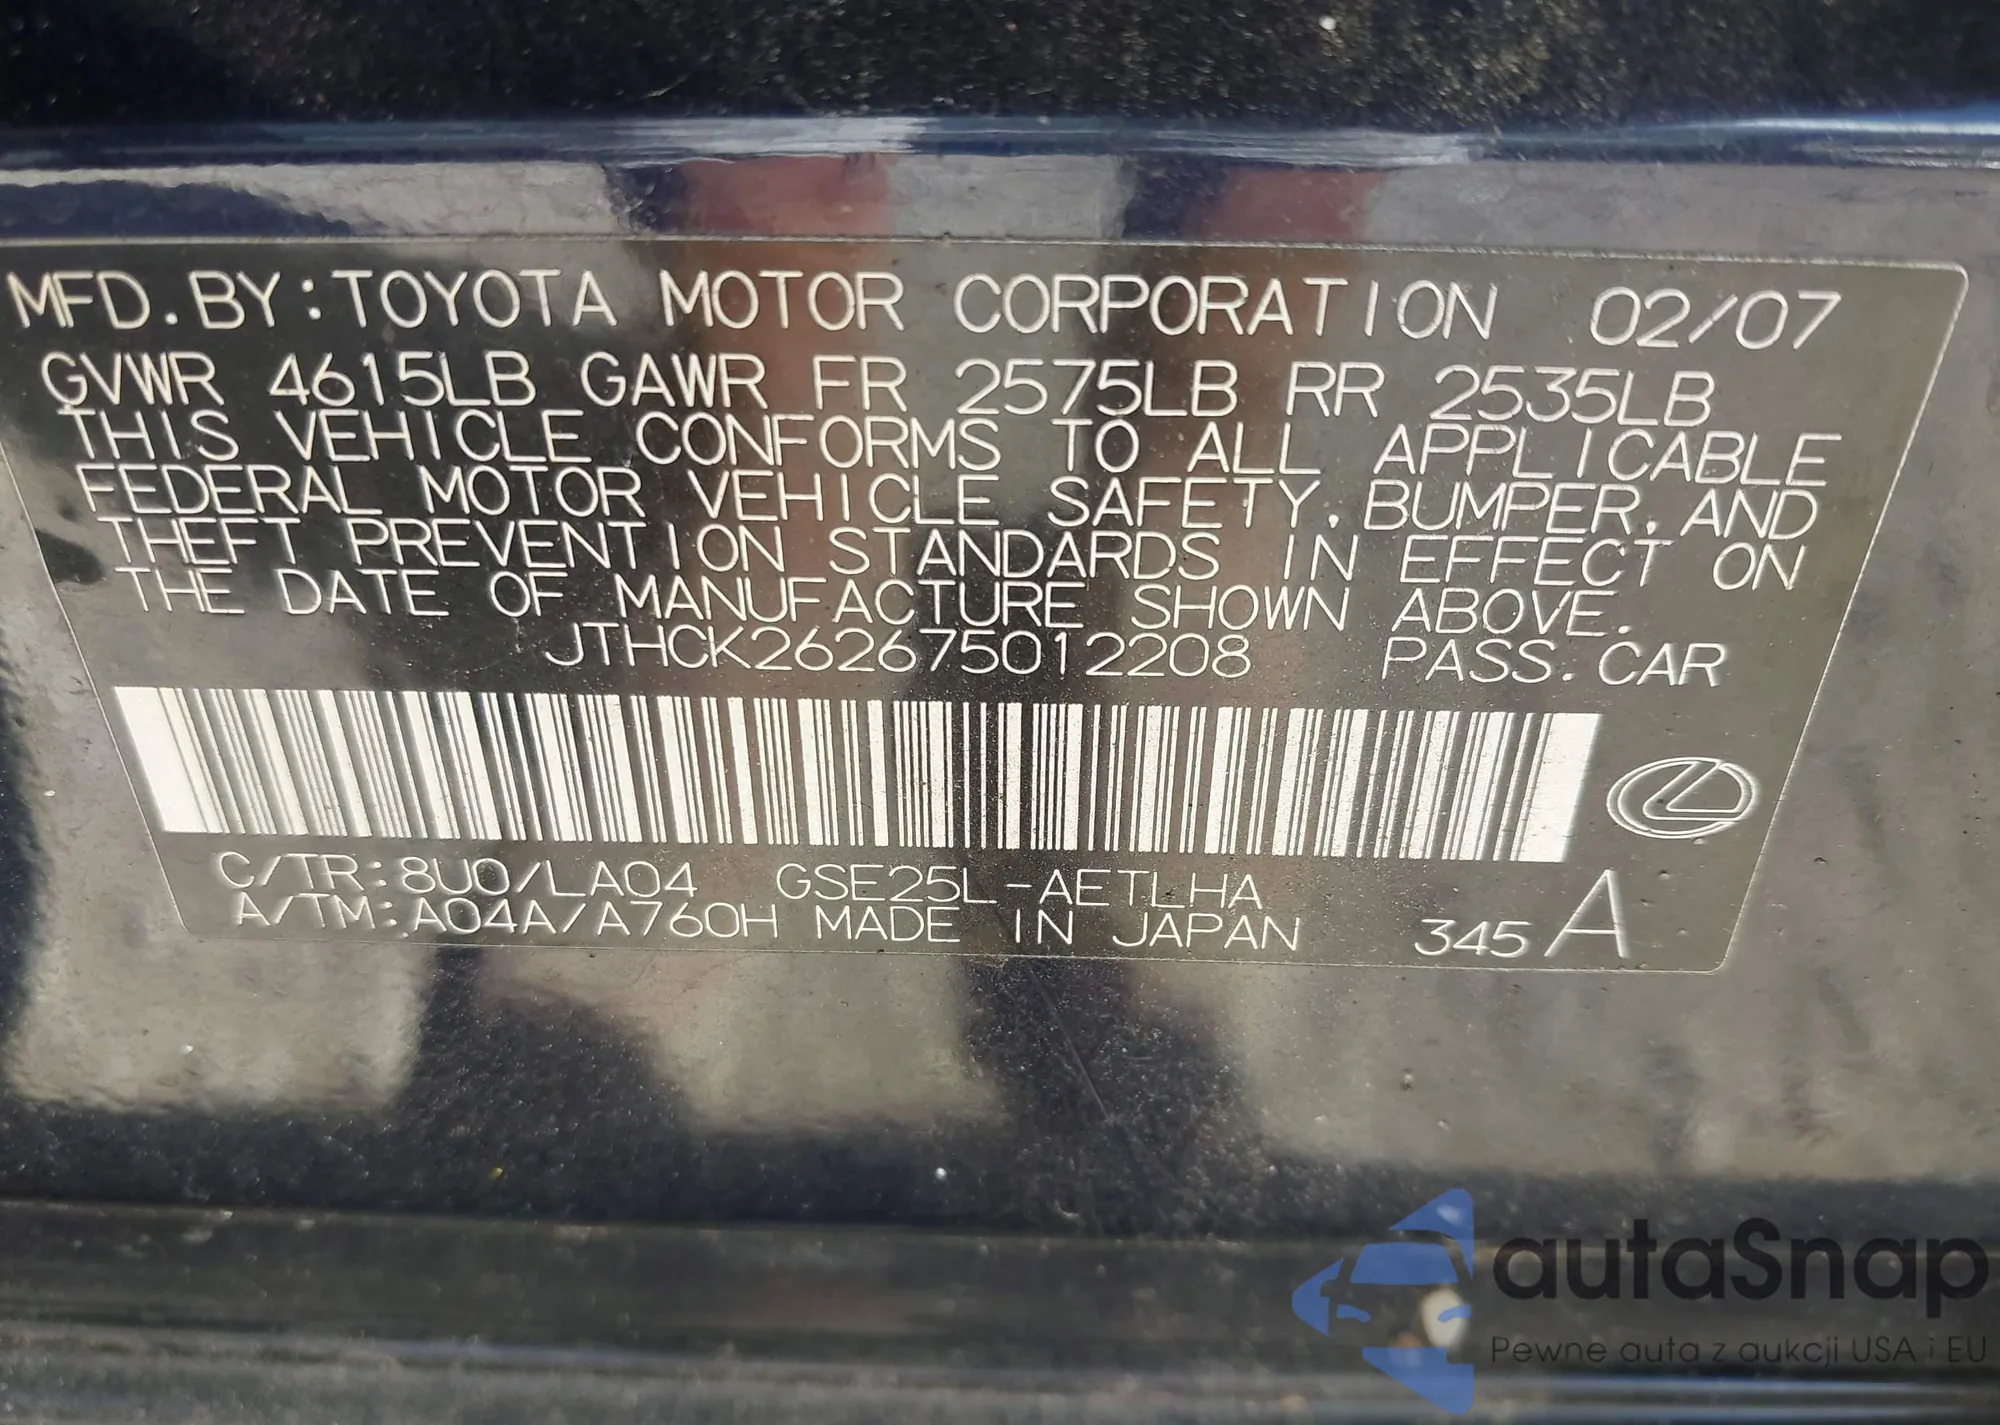 MFD. BY: TOYOTA MOTOR CORPORATION 02/07
GVWR 4615LB GAWR FR 2575LB RR 2535LB
THIS VEHICLE CONFORMS TO ALL APPLICABLE
FEDERAL MOTOR VEHICLE SAFETY, BUMPER, AND
THEFT PREVENTION STANDARDS IN EFFECT ON
THE DATE OF MANUFACTURE SHOWN ABOVE.
JTHCK262675012208 PASS. CAR
C/TR: 8U0/LA04 GSE25L-AETLHA
A/TM: A04A/A760H MADE IN JAPAN 345 A
autaSnap
Pewne auta z aukcji USA i EU